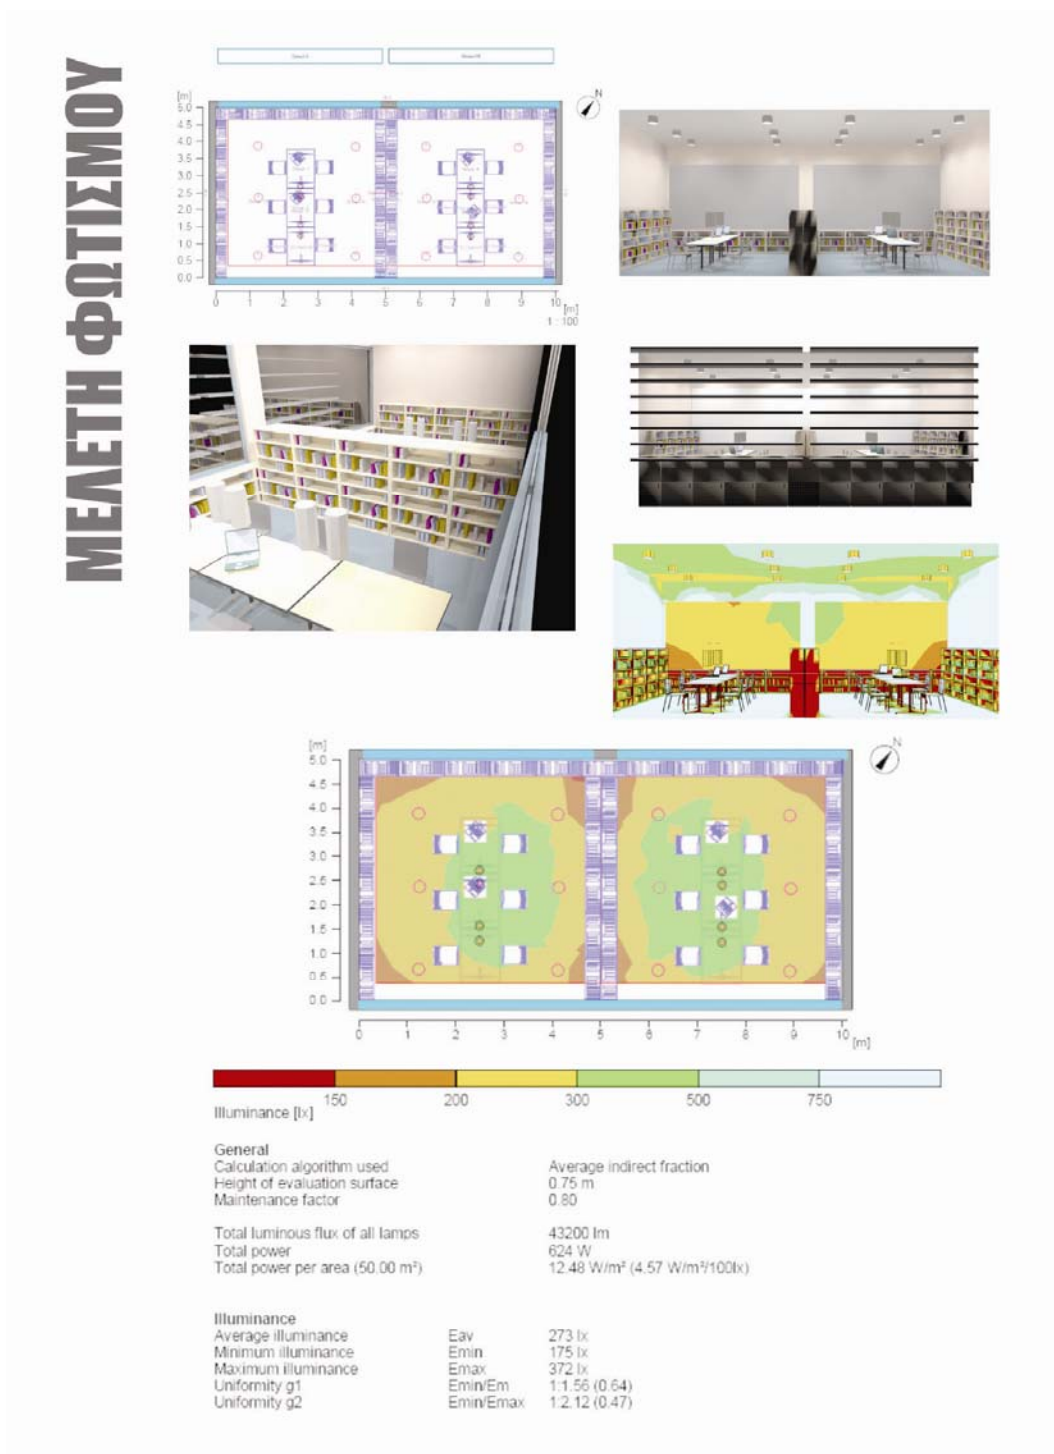 ΜΕΛΕΤΗ ΦΩΤΙΣΜΟΥ
[m]
5.0
4.5
4.0
3.5
3.0
2.5
2.0
1.5
1.0
0.5
0.0
0 1 2 3 4 5 6 7 8 9 10
[m]
1 : 100
N
[m]
5.0
4.5
4.0
3.5
3.0
2.5
2.0
1.5
1.0
0.5
0.0
0 1 2 3 4 5 6 7 8 9 10
[m]
N
150 200 300 500 750
Illuminance [lx]
General
Calculation algorithm used Average indirect fraction
Height of evaluation surface 0.75 m
Maintenance factor 0.80
Total luminous flux of all lamps 43200 lm
Total power 624 W
Total power per area (50.00 m²) 12.48 W/m² (4.57 W/m²/100lx)
Illuminance
Average illuminance Eav 273 lx
Minimum illuminance Emin 175 lx
Maximum illuminance Emax 372 lx
Uniformity g1 Emin/Em 1:1.56 (0.64)
Uniformity g2 Emin/Emax 1:2.12 (0.47)